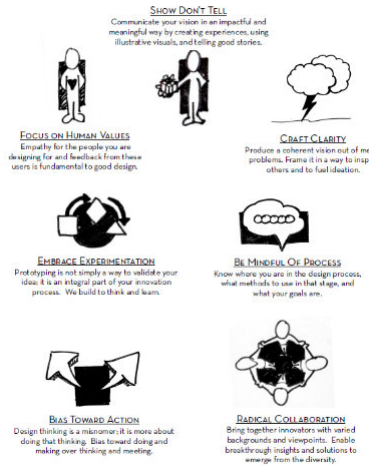 SHOW DON'T TELL
Communicate your vision in an impactful and
meaningful way by creating experiences, using
illustrative visuals, and telling good stories.
FOCUS ON HUMAN VALUES
Empathy for the people you are
designing for and feedback from these
users is fundamental to good design.
CRAFT CLARITY
Produce a coherent vision out of me
problems. Frame it in a way to insp
others and to fuel ideation.
EMBRACE EXPERIMENTATION
Prototyping is not simply a way to validate your
idea; it is an integral part of your innovation
process. We build to think and learn.
BE MINDFUL OF PROCESS
Know where you are in the design process,
what methods to use in that stage, and
what your goals are.
BIAS TOWARD ACTION
Design thinking is a misnomer; it is more about
doing that thinking. Bias toward doing and
making over thinking and meeting.
RADICAL COLLABORATION
Bring together innovators with varied
backgrounds and viewpoints. Enable
breakthrough insights and solutions to
emerge from the diversity.